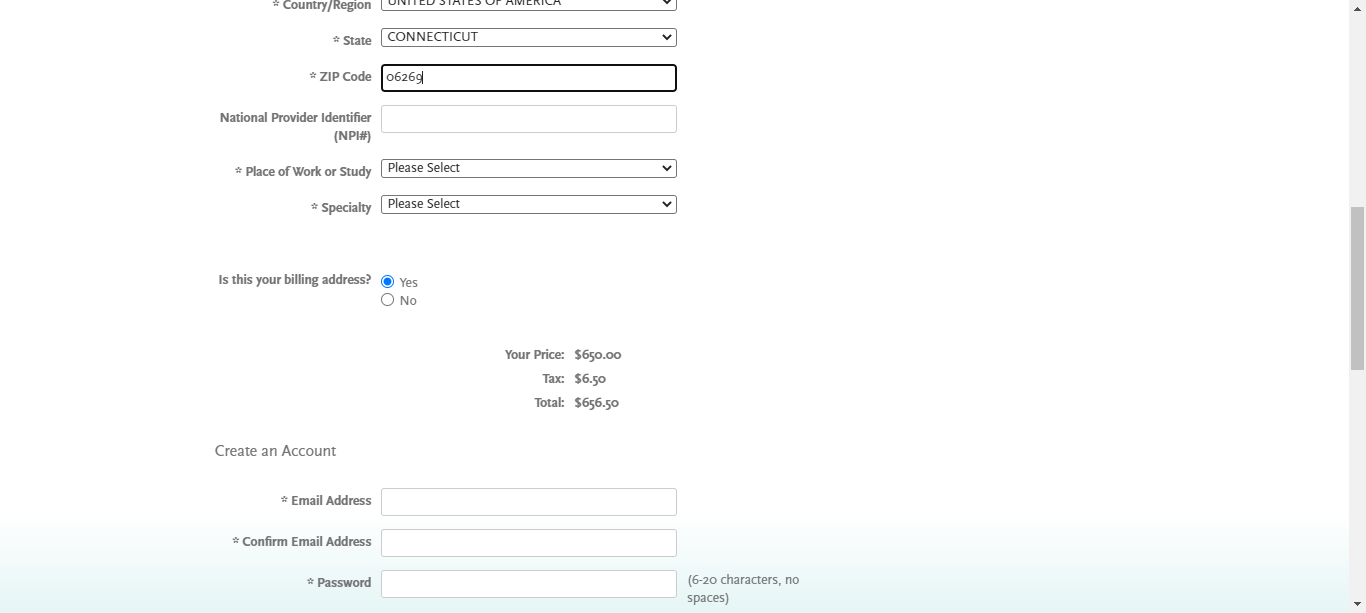 * Country/Region UNITED STATES OF AMERICA
* State CONNECTICUT
* ZIP Code 06269
National Provider Identifier
(NPI#)
* Place of Work or Study Please Select
* Specialty Please Select
Is this your billing address? Yes
No
Your Price: $650.00
Tax: $6.50
Total: $656.50
Create an Account
* Email Address
* Confirm Email Address
* Password (6-20 characters, no
spaces)